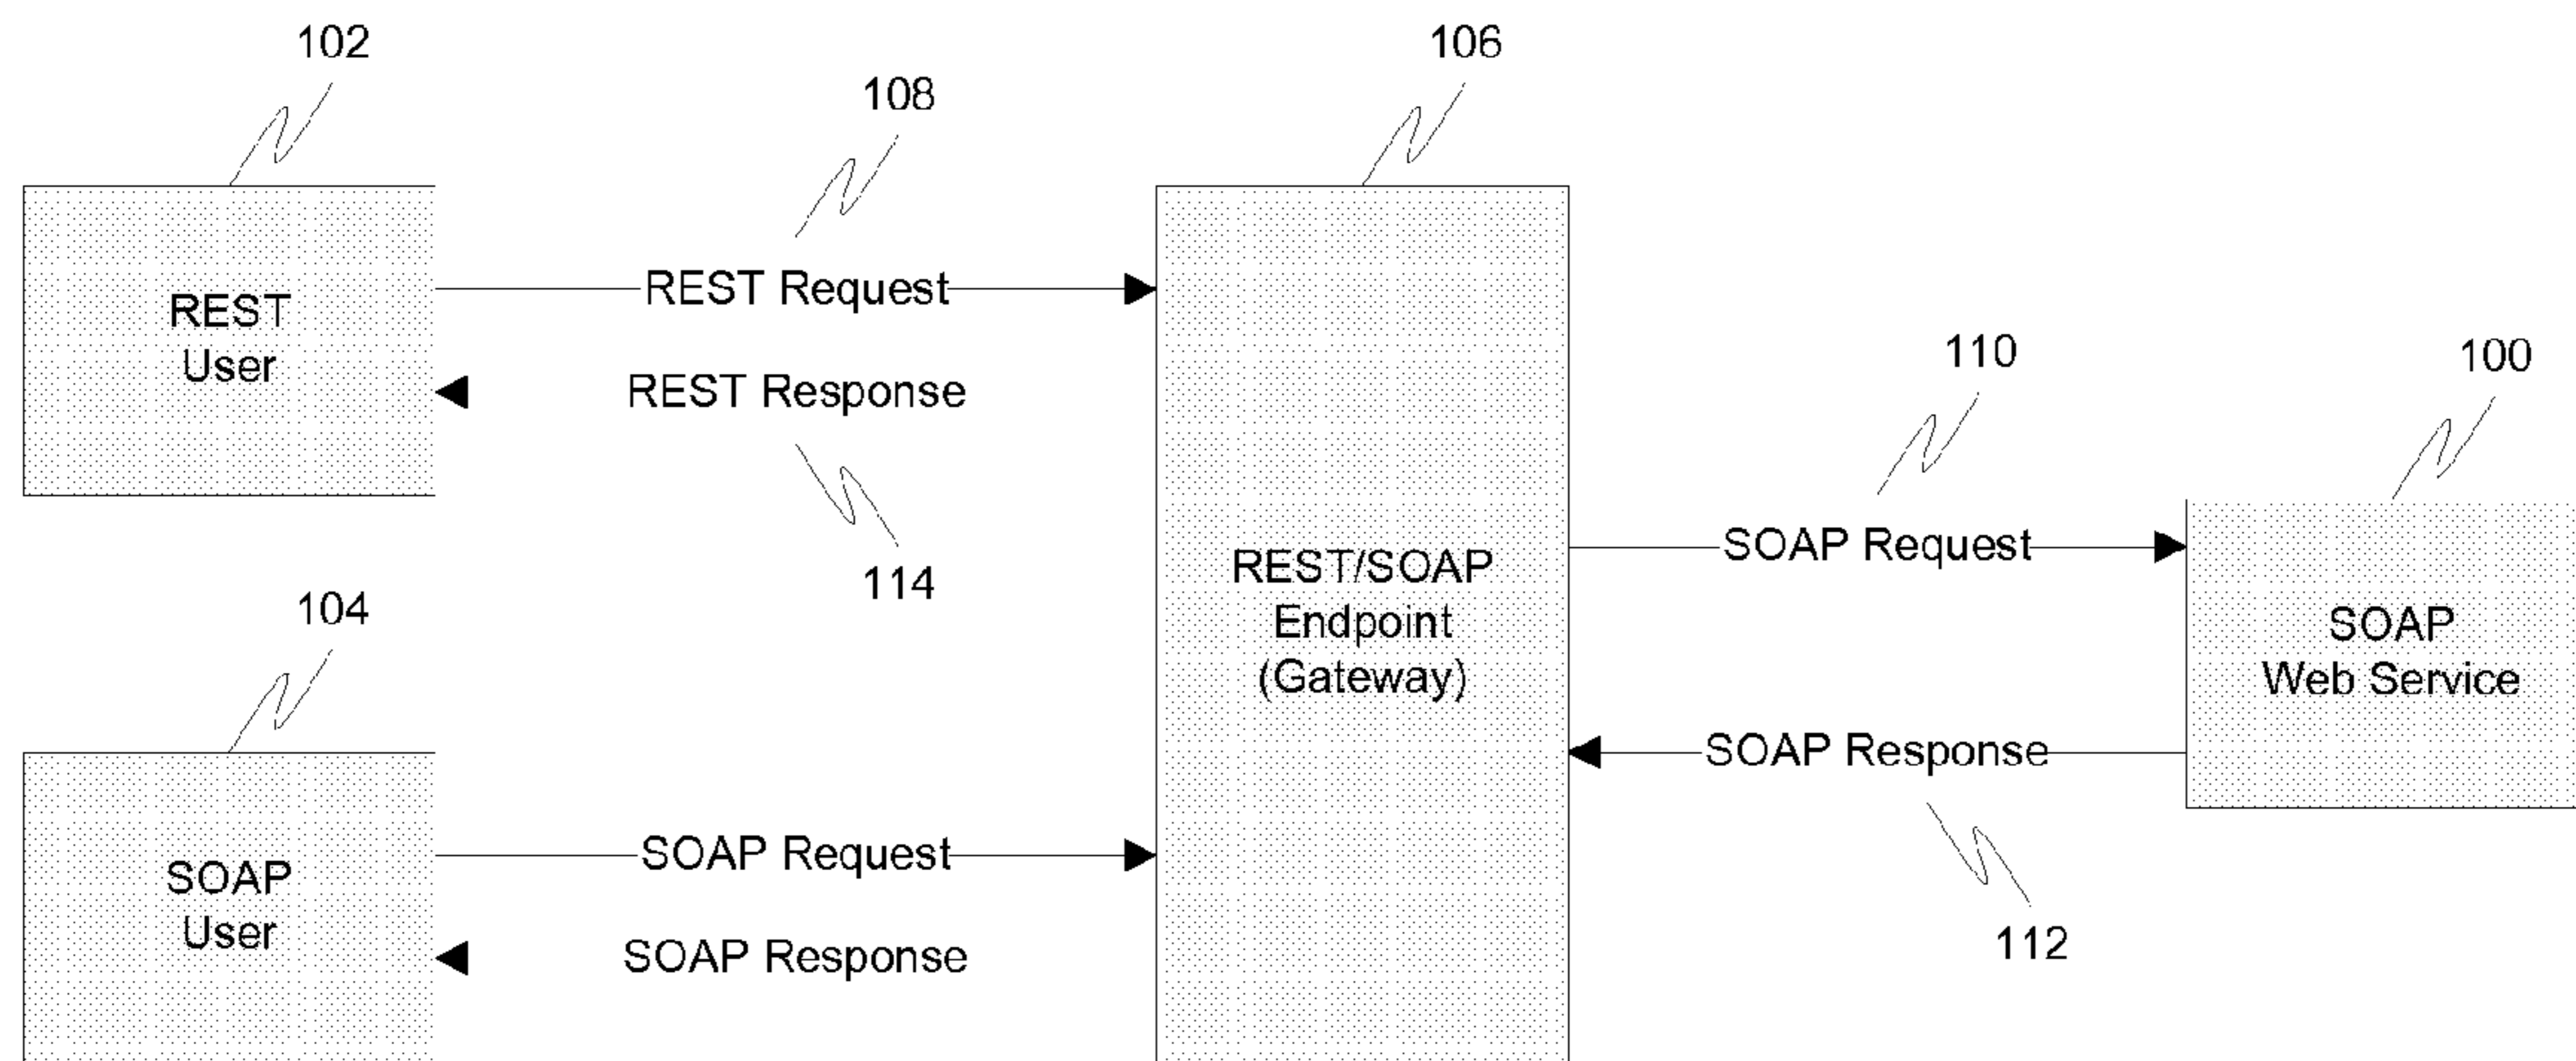 102
108
106
REST Request
REST
User
REST Response
114
110
100
SOAP Request
REST/SOAP
Endpoint
(Gateway)
SOAP
Web Service
SOAP Response
112
104
SOAP Request
SOAP
User
SOAP Response